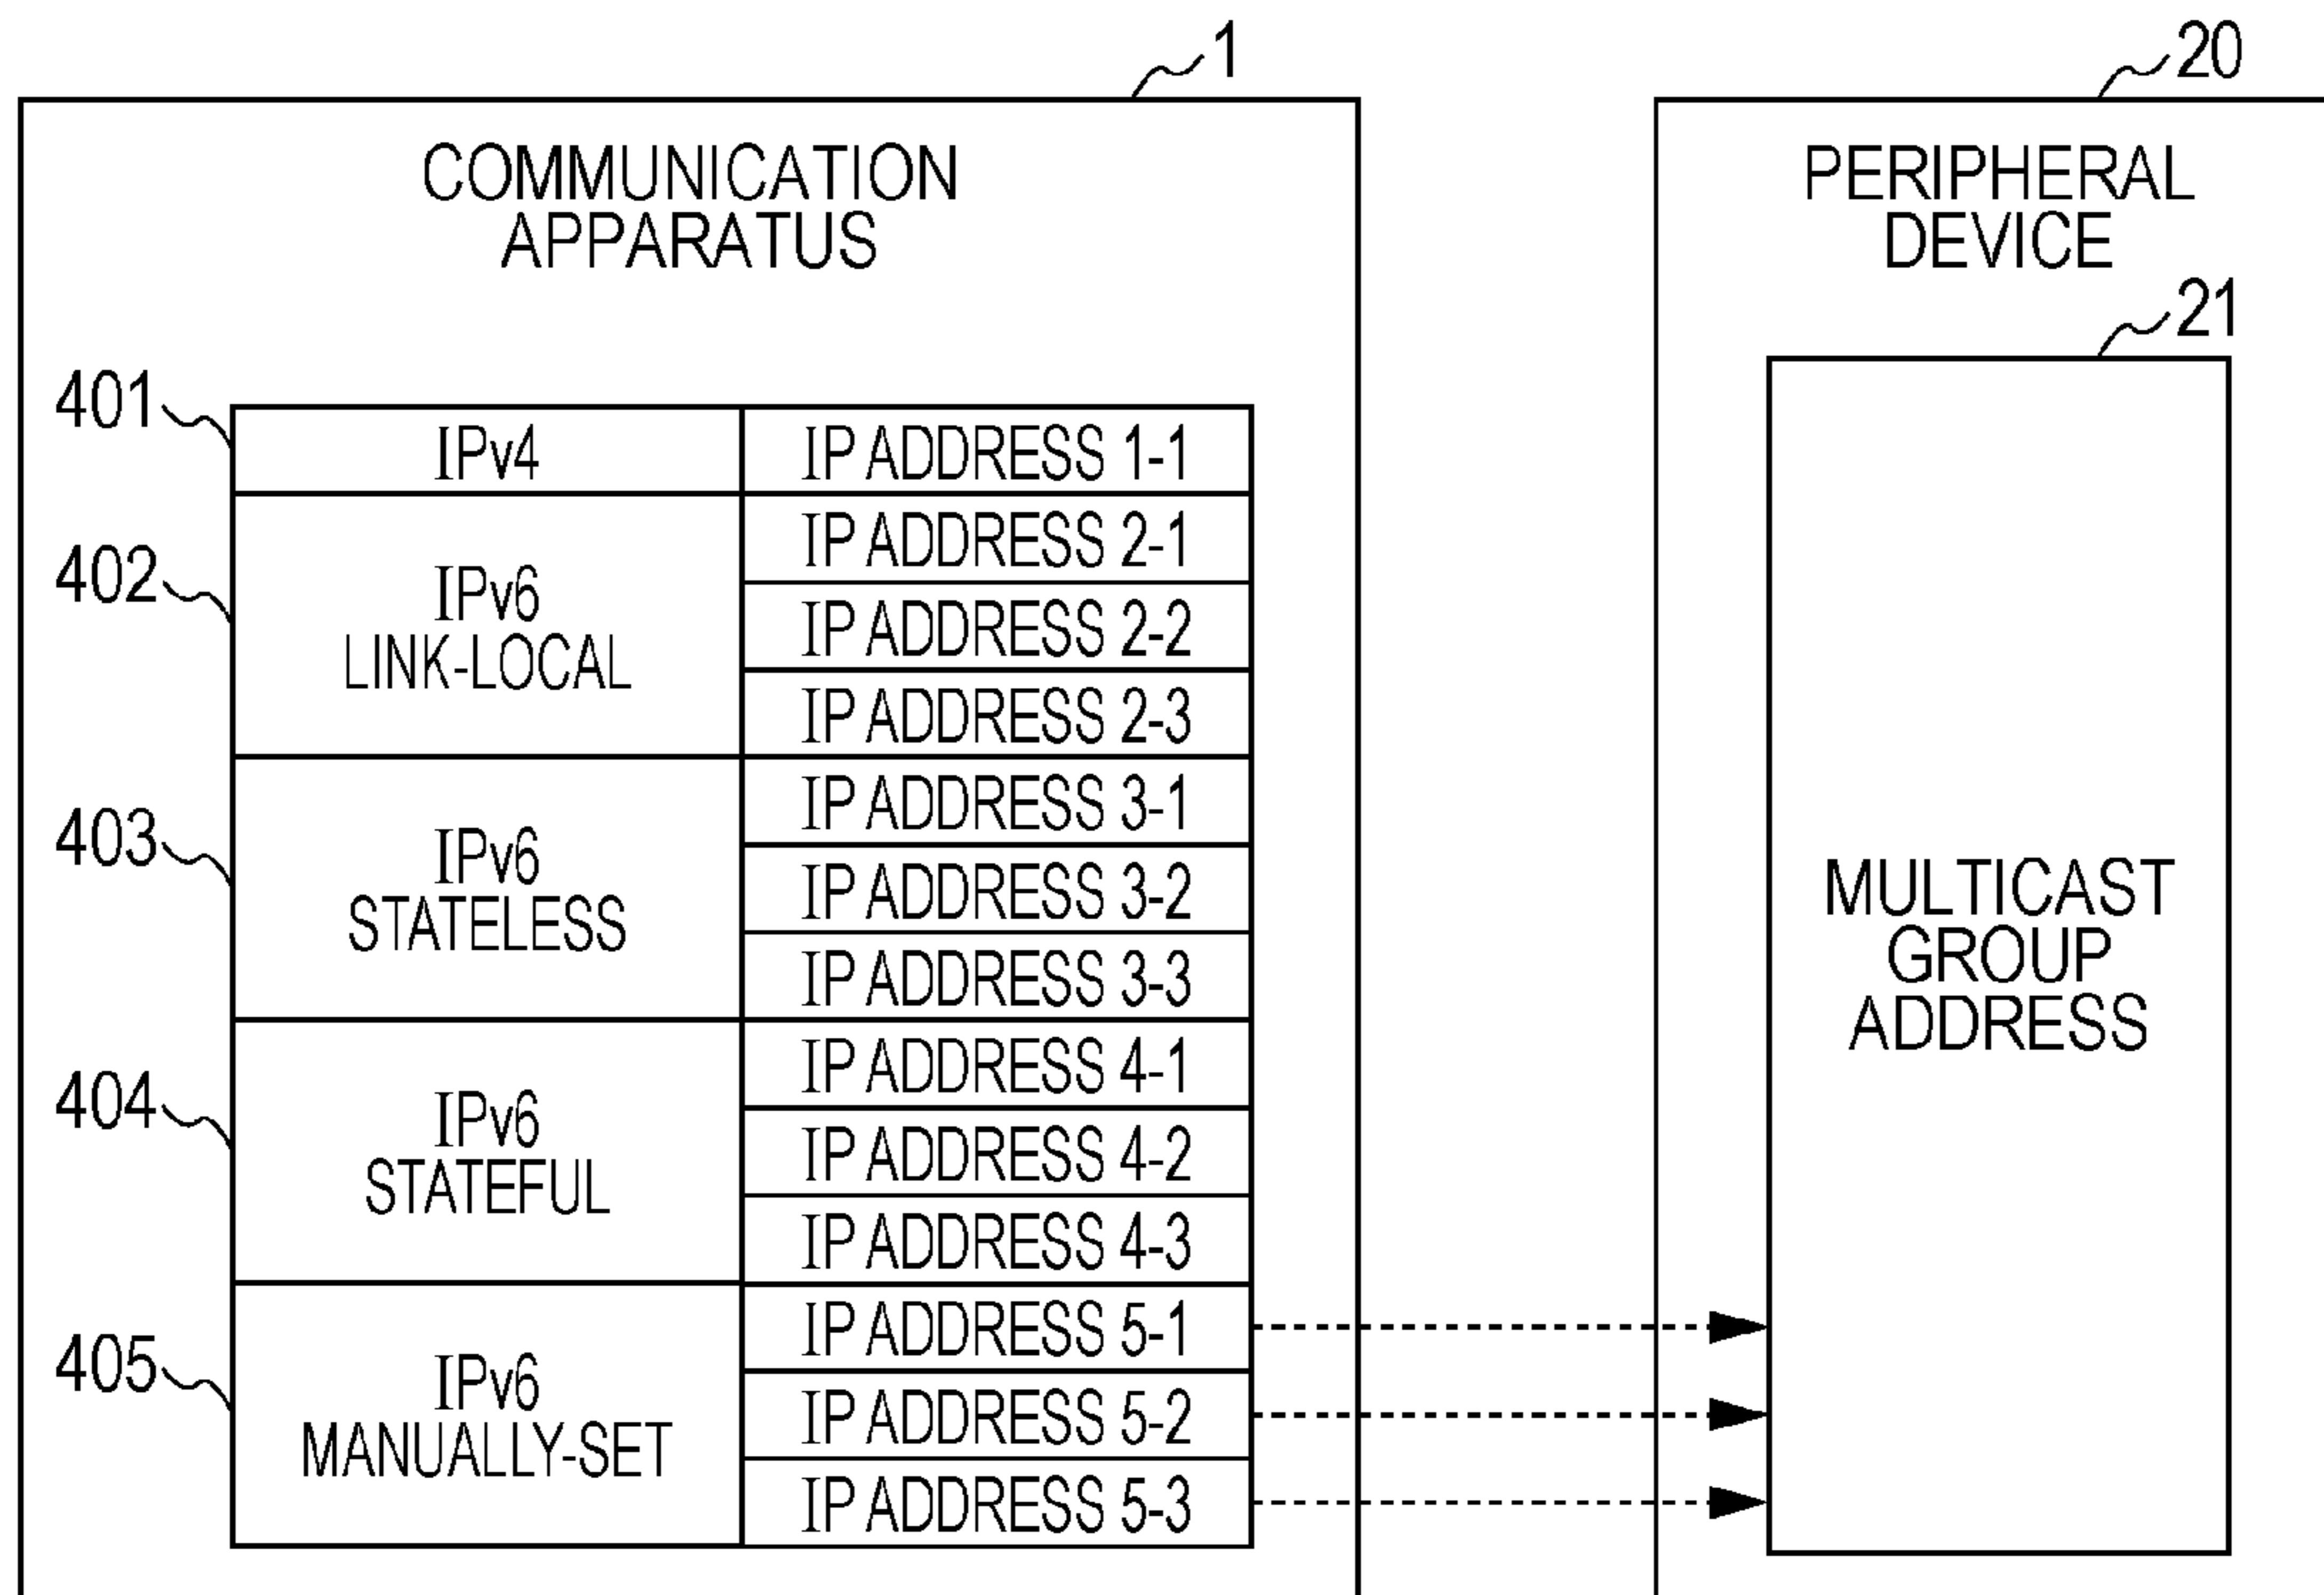 1
COMMUNICATION
APPARATUS
401
IPv4
IP ADDRESS 1-1
402
IPv6
LINK-LOCAL
IP ADDRESS 2-1
IP ADDRESS 2-2
IP ADDRESS 2-3
403
IPv6
STATELESS
IP ADDRESS 3-1
IP ADDRESS 3-2
IP ADDRESS 3-3
404
IPv6
STATEFUL
IP ADDRESS 4-1
IP ADDRESS 4-2
IP ADDRESS 4-3
405
IPv6
MANUALLY-SET
IP ADDRESS 5-1
IP ADDRESS 5-2
IP ADDRESS 5-3
20
PERIPHERAL
DEVICE
21
MULTICAST
GROUP
ADDRESS